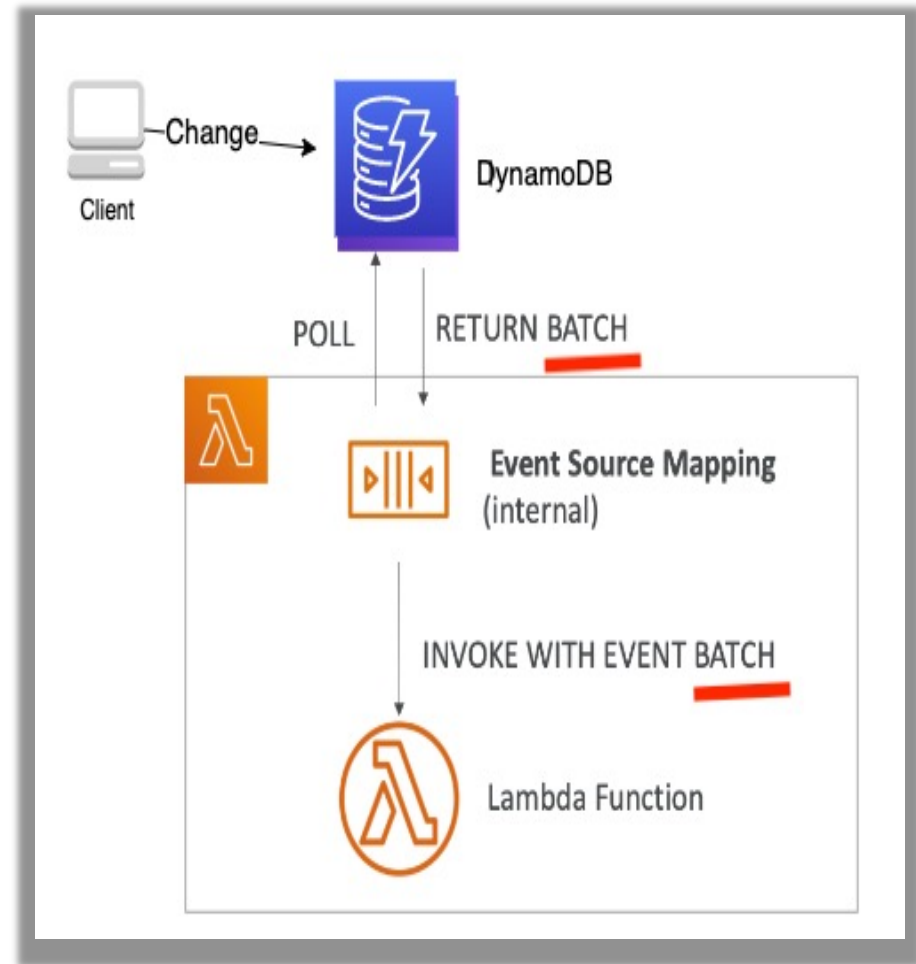 Change
Client
DynamoDB
POLL
RETURN BATCH
Event Source Mapping
(internal)
INVOKE WITH EVENT BATCH
Lambda Function